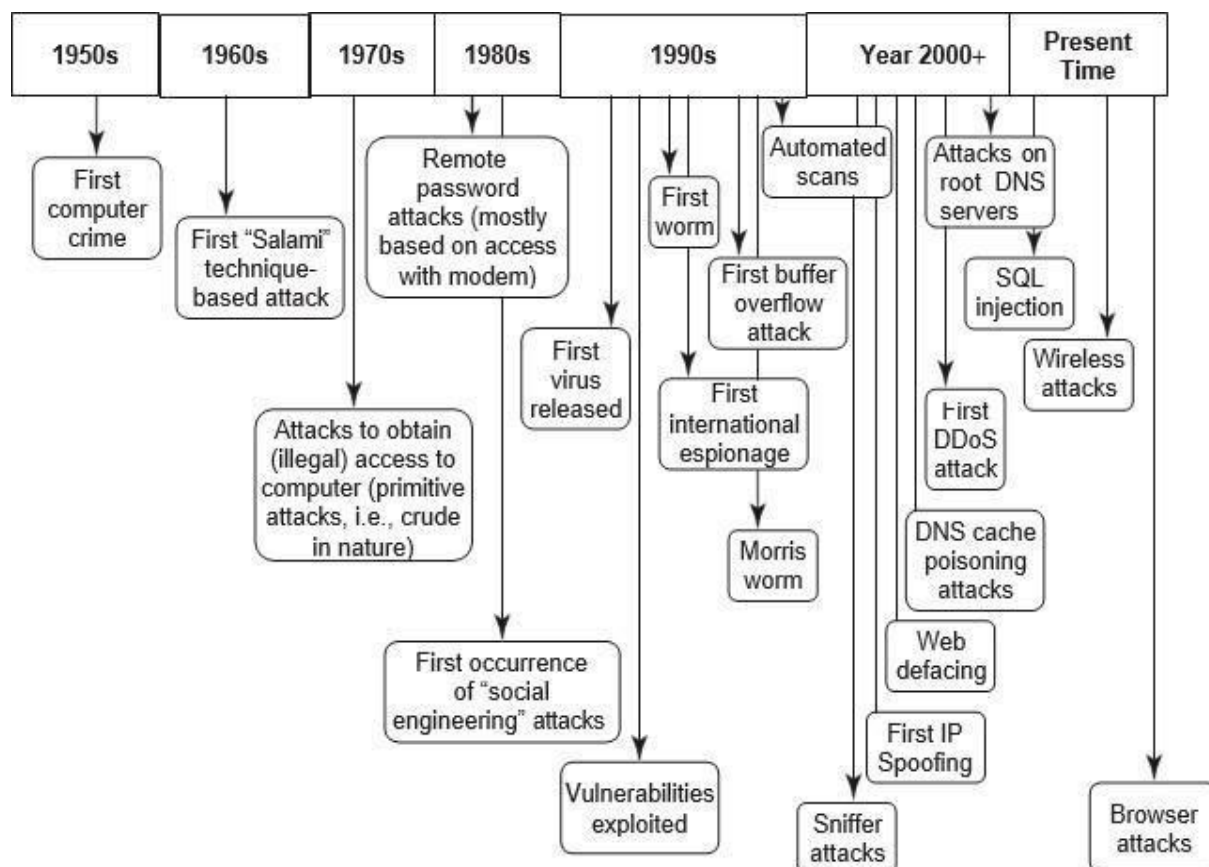 1950s
1960s
1970s
1980s
1990s
Year 2000+
Present
Time
First
computer
crime
First “Salami”
technique-
based attack
Attacks to obtain
(illegal) access to
computer (primitive
attacks, i.e., crude
in nature)
Remote
password
attacks (mostly
based on access
with modem)
First occurrence
of “social
engineering” attacks
First
virus
released
Vulnerabilities
exploited
First
worm
First
international
espionage
First buffer
overflow
attack
Morris
worm
Automated
scans
Sniffer
attacks
First IP
Spoofing
Web
defacing
DNS cache
poisoning
attacks
First
DDoS
attack
Attacks on
root DNS
servers
SQL
injection
Wireless
attacks
Browser
attacks